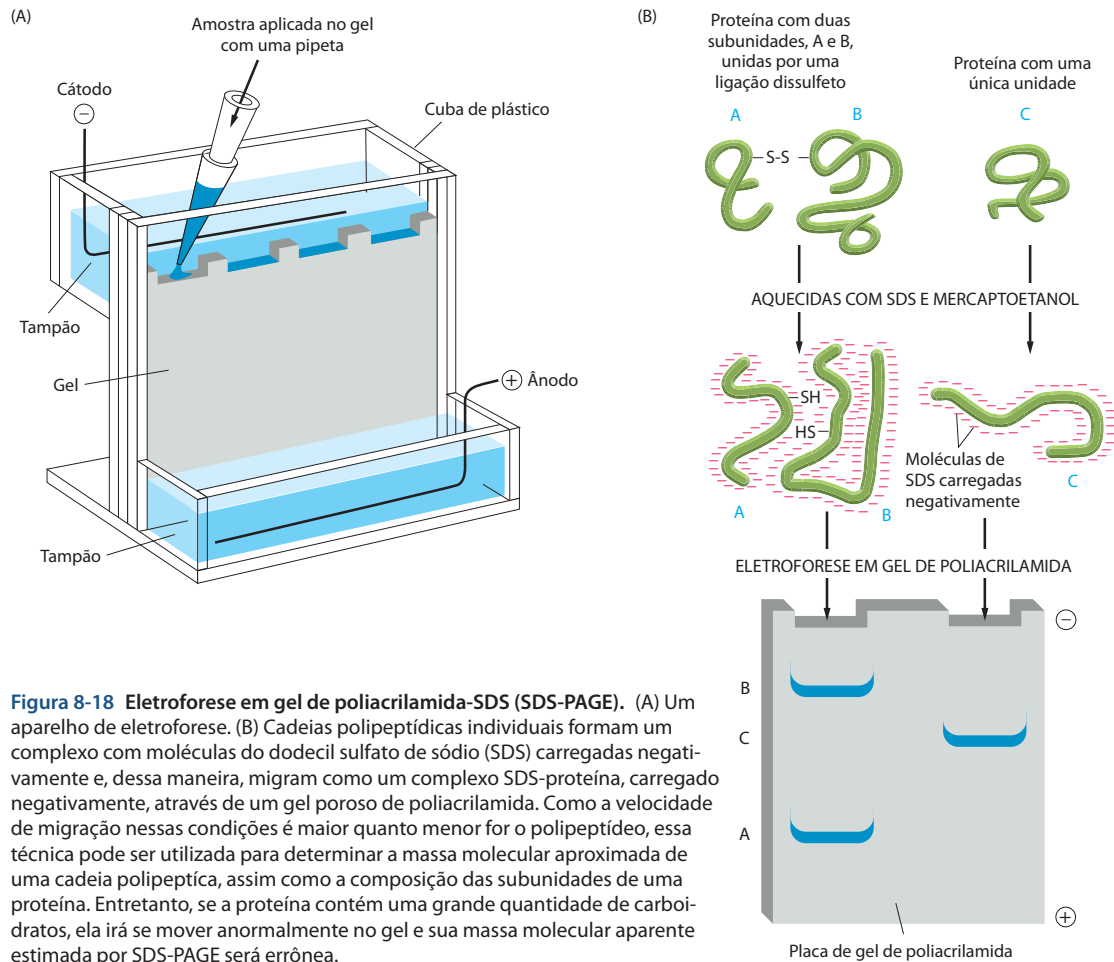 (A)
Amostra aplicada no gel
com uma pipeta
Cátodo
−
Cuba de plástico
Tampão
Gel
+ Ânodo
Tampão
(B)
Proteína com duas
subunidades, A e B,
unidas por uma
ligação dissulfeto
Proteína com uma
única unidade
A
B
C
S-S
AQUECIDAS COM SDS E MERCAPTOETANOL
SH
HS
Moléculas de
SDS carregadas
negativamente
A
B
C
ELETROFORESE EM GEL DE POLIACRILAMIDA
−
B
C
A
+
Placa de gel de poliacrilamida
Figura 8-18 Eletroforese em gel de poliacrilamida-SDS (SDS-PAGE). (A) Um
aparelho de eletroforese. (B) Cadeias polipeptídicas individuais formam um
complexo com moléculas do dodecil sulfato de sódio (SDS) carregadas negati-
vamente e, dessa maneira, migram como um complexo SDS-proteína, carregado
negativamente, através de um gel poroso de poliacrilamida. Como a velocidade
de migração nessas condições é maior quanto menor for o polipeptídeo, essa
técnica pode ser utilizada para determinar a massa molecular aproximada de
uma cadeia polipeptíca, assim como a composição das subunidades de uma
proteína. Entretanto, se a proteína contém uma grande quantidade de carboi-
dratos, ela irá se mover anormalmente no gel e sua massa molecular aparente
estimada por SDS-PAGE será errônea.